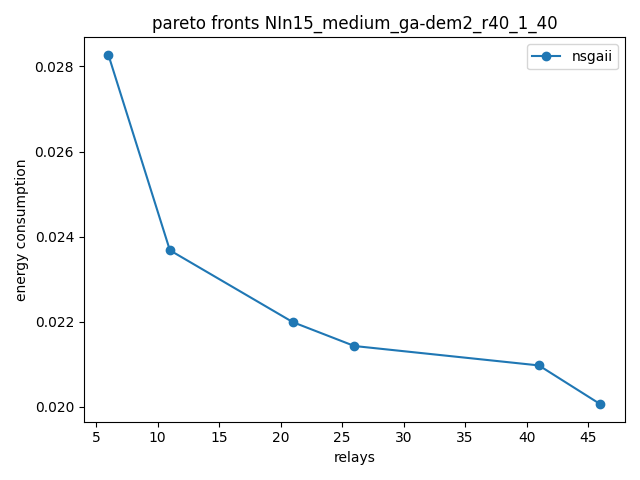 pareto fronts NIn15_medium_ga-dem2_r40_1_40
nsgaii
0.028
0.026
0.024
0.022
0.020
energy consumption
5 10 15 20 25 30 35 40 45
relays